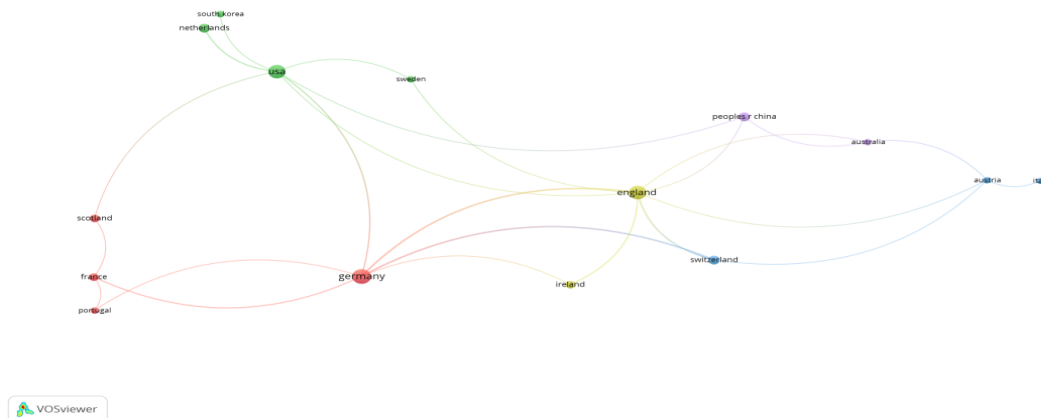 south korea
netherlands
usa
sweden
peoples r china
australia
austria
england
scotland
switzerland
germany
france
ireland
portugal
VOSviewer